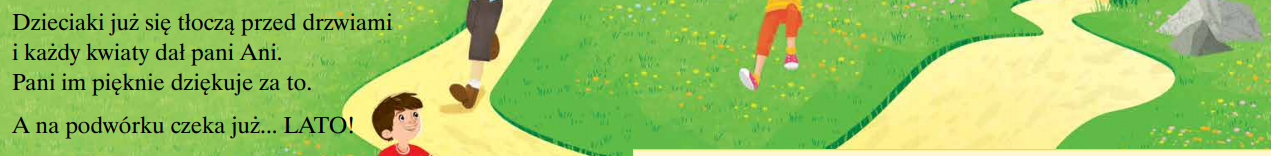 Dzieciaki już się tłoczą przed drzwiami
i każdy kwiaty dał pani Ani.
Pani im pięknie dziękuje za to.
A na podwórku czeka już... LATO!